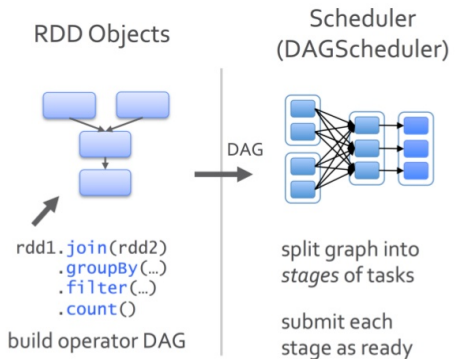 RDD Objects
rdd1.join(rdd2)
.groupBy(…)
.filter(…)
.count()
build operator DAG
DAG
Scheduler
(DAGScheduler)
split graph into
stages of tasks
submit each
stage as ready